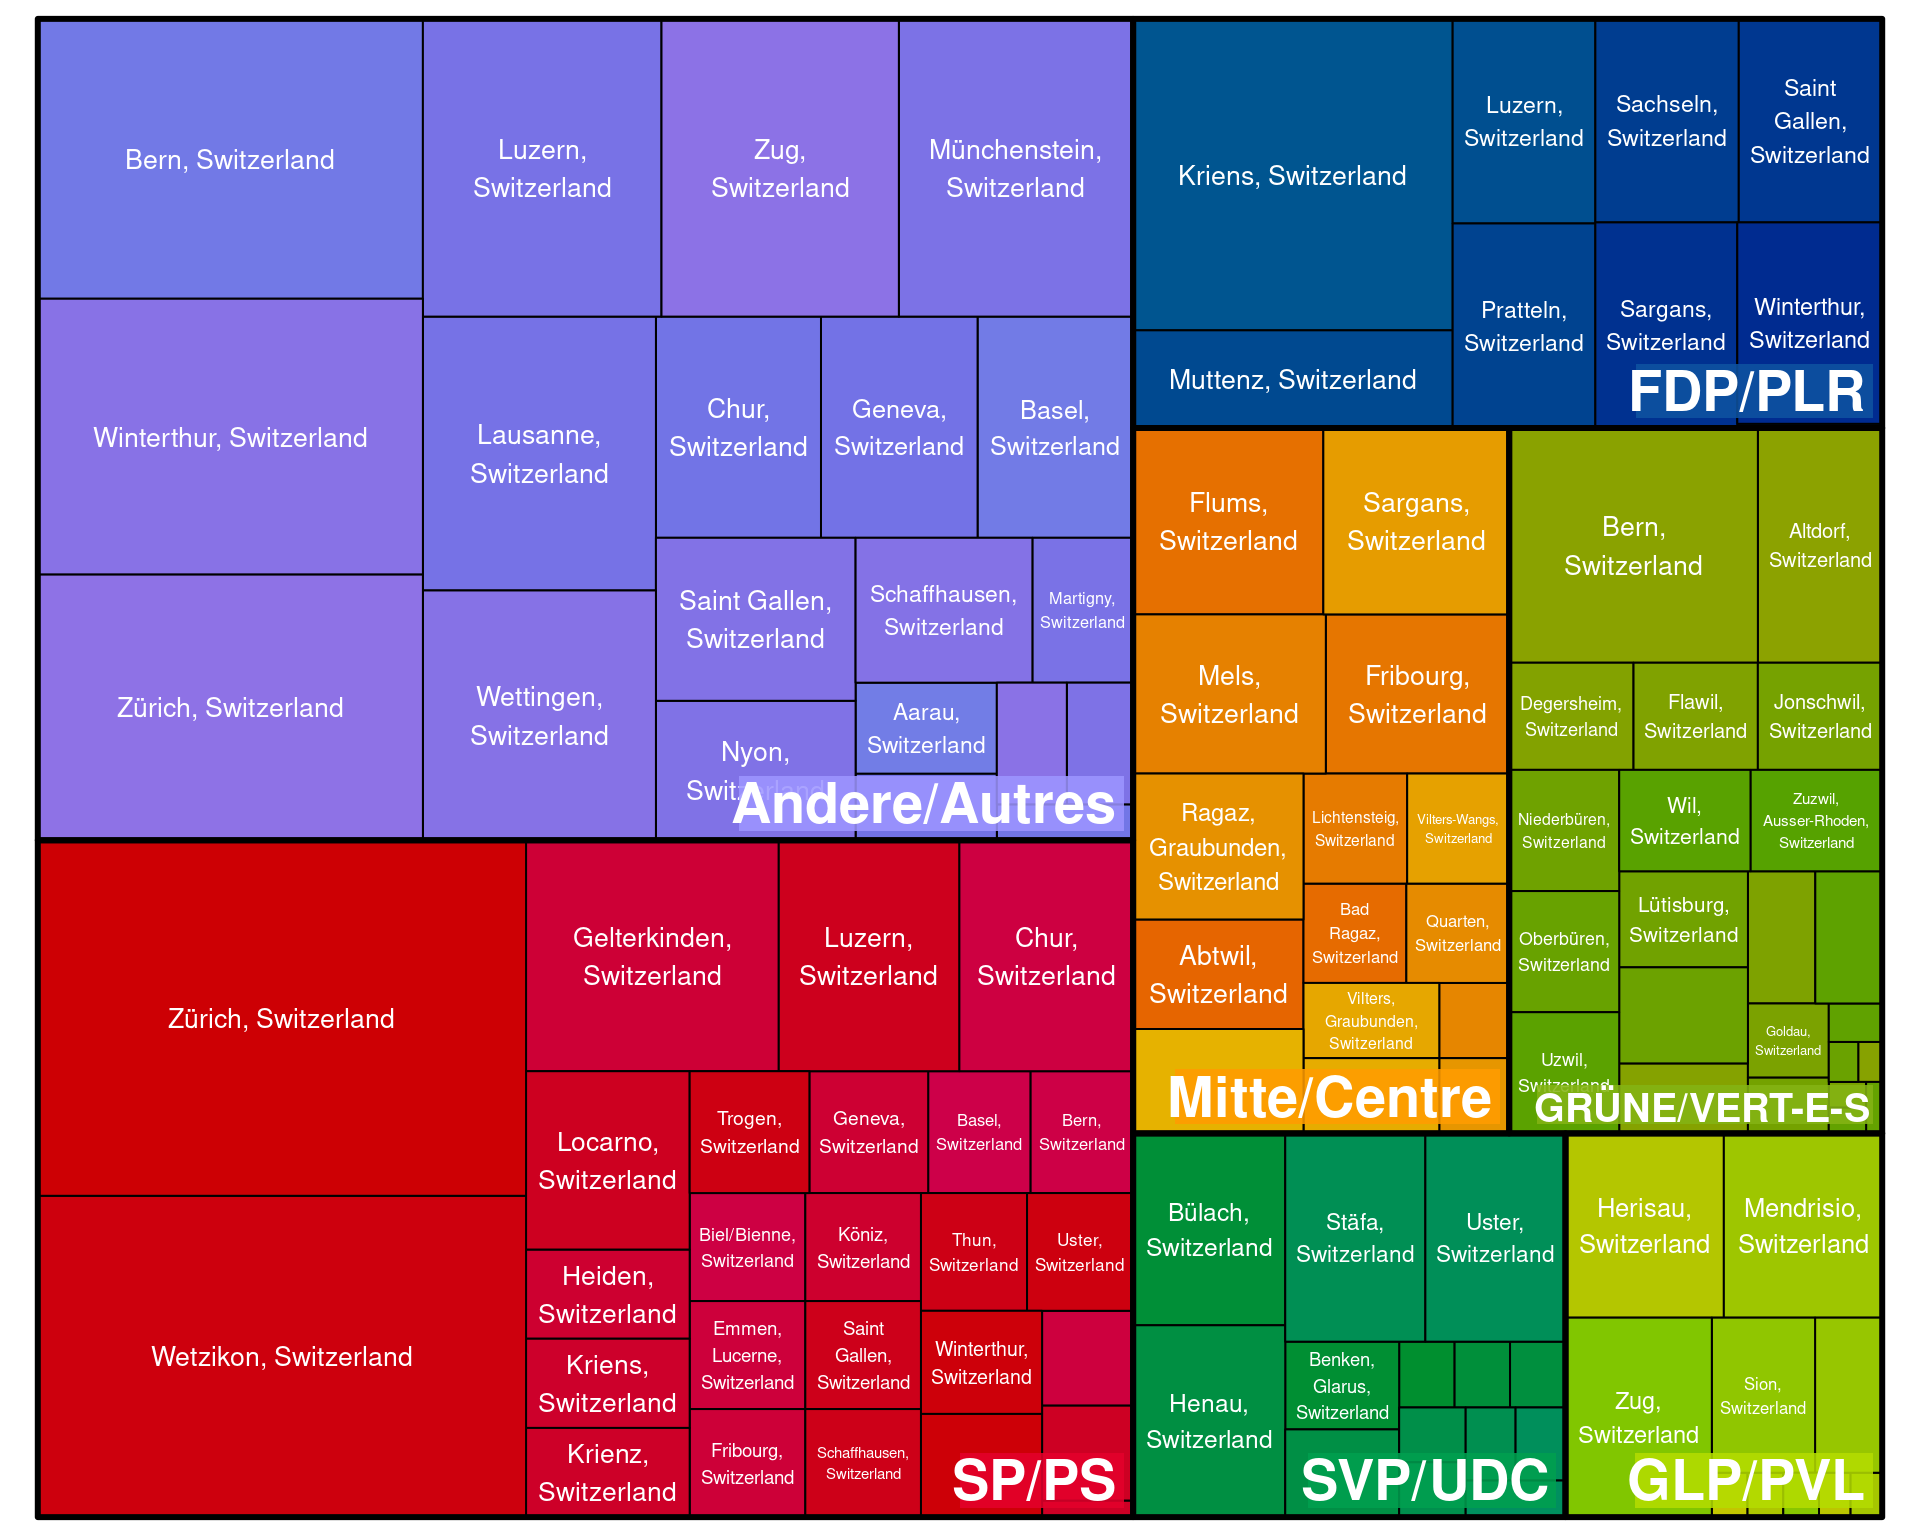 Bern, Switzerland
Winterthur, Switzerland
Zürich, Switzerland
Luzern,
Switzerland
Zug,
Switzerland
Münchenstein,
Switzerland
Lausanne,
Switzerland
Wettingen,
Switzerland
Chur,
Switzerland
Geneva,
Switzerland
Basel,
Switzerland
Saint Gallen,
Switzerland
Schaffhausen,
Switzerland
Martigny,
Switzerland
Nyon,
Switzerland
Aarau,
Switzerland
Andere/Autres
Kriens, Switzerland
Muttenz, Switzerland
Luzern,
Switzerland
Sachseln,
Switzerland
Saint
Gallen,
Switzerland
Pratteln,
Switzerland
Sargans,
Switzerland
Winterthur,
Switzerland
FDP/PLR
Flums,
Switzerland
Sargans,
Switzerland
Mels,
Switzerland
Fribourg,
Switzerland
Ragaz,
Graubunden,
Switzerland
Lichtensteig,
Switzerland
Vilters-Wangs,
Switzerland
Bad
Ragaz,
Switzerland
Quarten,
Switzerland
Abtwil,
Switzerland
Vilters,
Graubunden,
Switzerland
Mitte/Centre
Bern,
Switzerland
Altdorf,
Switzerland
Degersheim,
Switzerland
Flawil,
Switzerland
Jonschwil,
Switzerland
Niederbüren,
Switzerland
Wil,
Switzerland
Zuzwil,
Ausser-Rhoden,
Switzerland
Oberbüren,
Switzerland
Lütisburg,
Switzerland
Uzwil,
Switzerland
Goldau,
Switzerland
GRÜNE/VERT-E-S
Zürich, Switzerland
Wetzikon, Switzerland
Gelterkinden,
Switzerland
Luzern,
Switzerland
Chur,
Switzerland
Locarno,
Switzerland
Trogen,
Switzerland
Geneva,
Switzerland
Basel,
Switzerland
Bern,
Switzerland
Heiden,
Switzerland
Kriens,
Switzerland
Krienz,
Switzerland
Biel/Bienne,
Switzerland
Köniz,
Switzerland
Thun,
Switzerland
Uster,
Switzerland
Emmen,
Lucerne,
Switzerland
Saint
Gallen,
Switzerland
Winterthur,
Switzerland
Fribourg,
Switzerland
Schaffhausen,
Switzerland
SP/PS
Bülach,
Switzerland
Henau,
Switzerland
Stäfa,
Switzerland
Uster,
Switzerland
Benken,
Glarus,
Switzerland
SVP/UDC
Herisau,
Switzerland
Mendrisio,
Switzerland
Zug,
Switzerland
Sion,
Switzerland
GLP/PVL